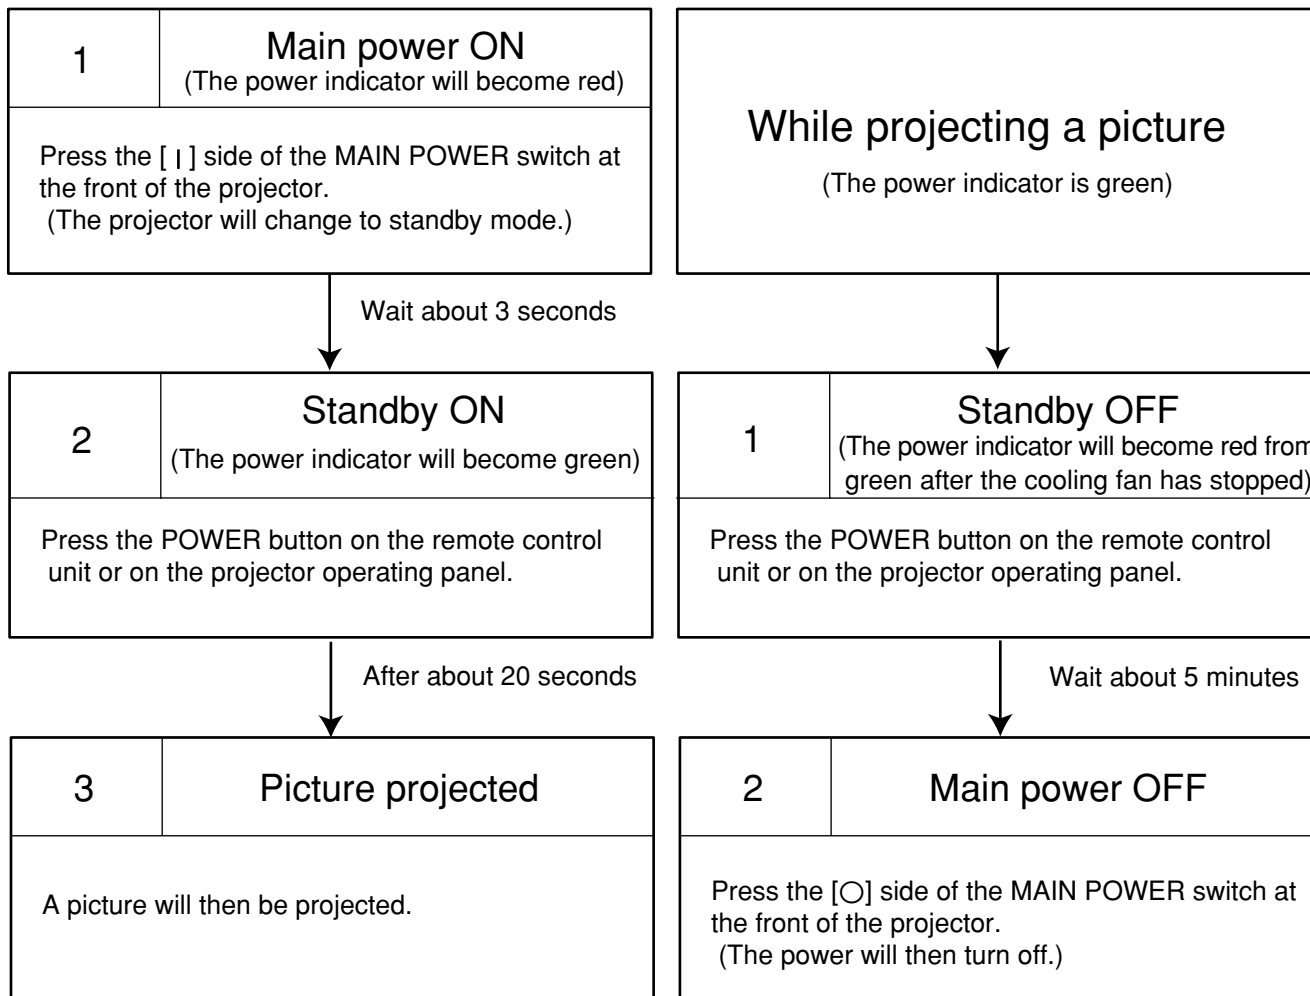 1
Main power ON
(The power indicator will become red)
Press the [ | ] side of the MAIN POWER switch at
the front of the projector.
(The projector will change to standby mode.)
Wait about 3 seconds
2
Standby ON
(The power indicator will become green)
Press the POWER button on the remote control
unit or on the projector operating panel.
After about 20 seconds
3
Picture projected
A picture will then be projected.
While projecting a picture
(The power indicator is green)
1
Standby OFF
(The power indicator will become red from
green after the cooling fan has stopped)
Press the POWER button on the remote control
unit or on the projector operating panel.
Wait about 5 minutes
2
Main power OFF
Press the [○] side of the MAIN POWER switch at
the front of the projector.
(The power will then turn off.)